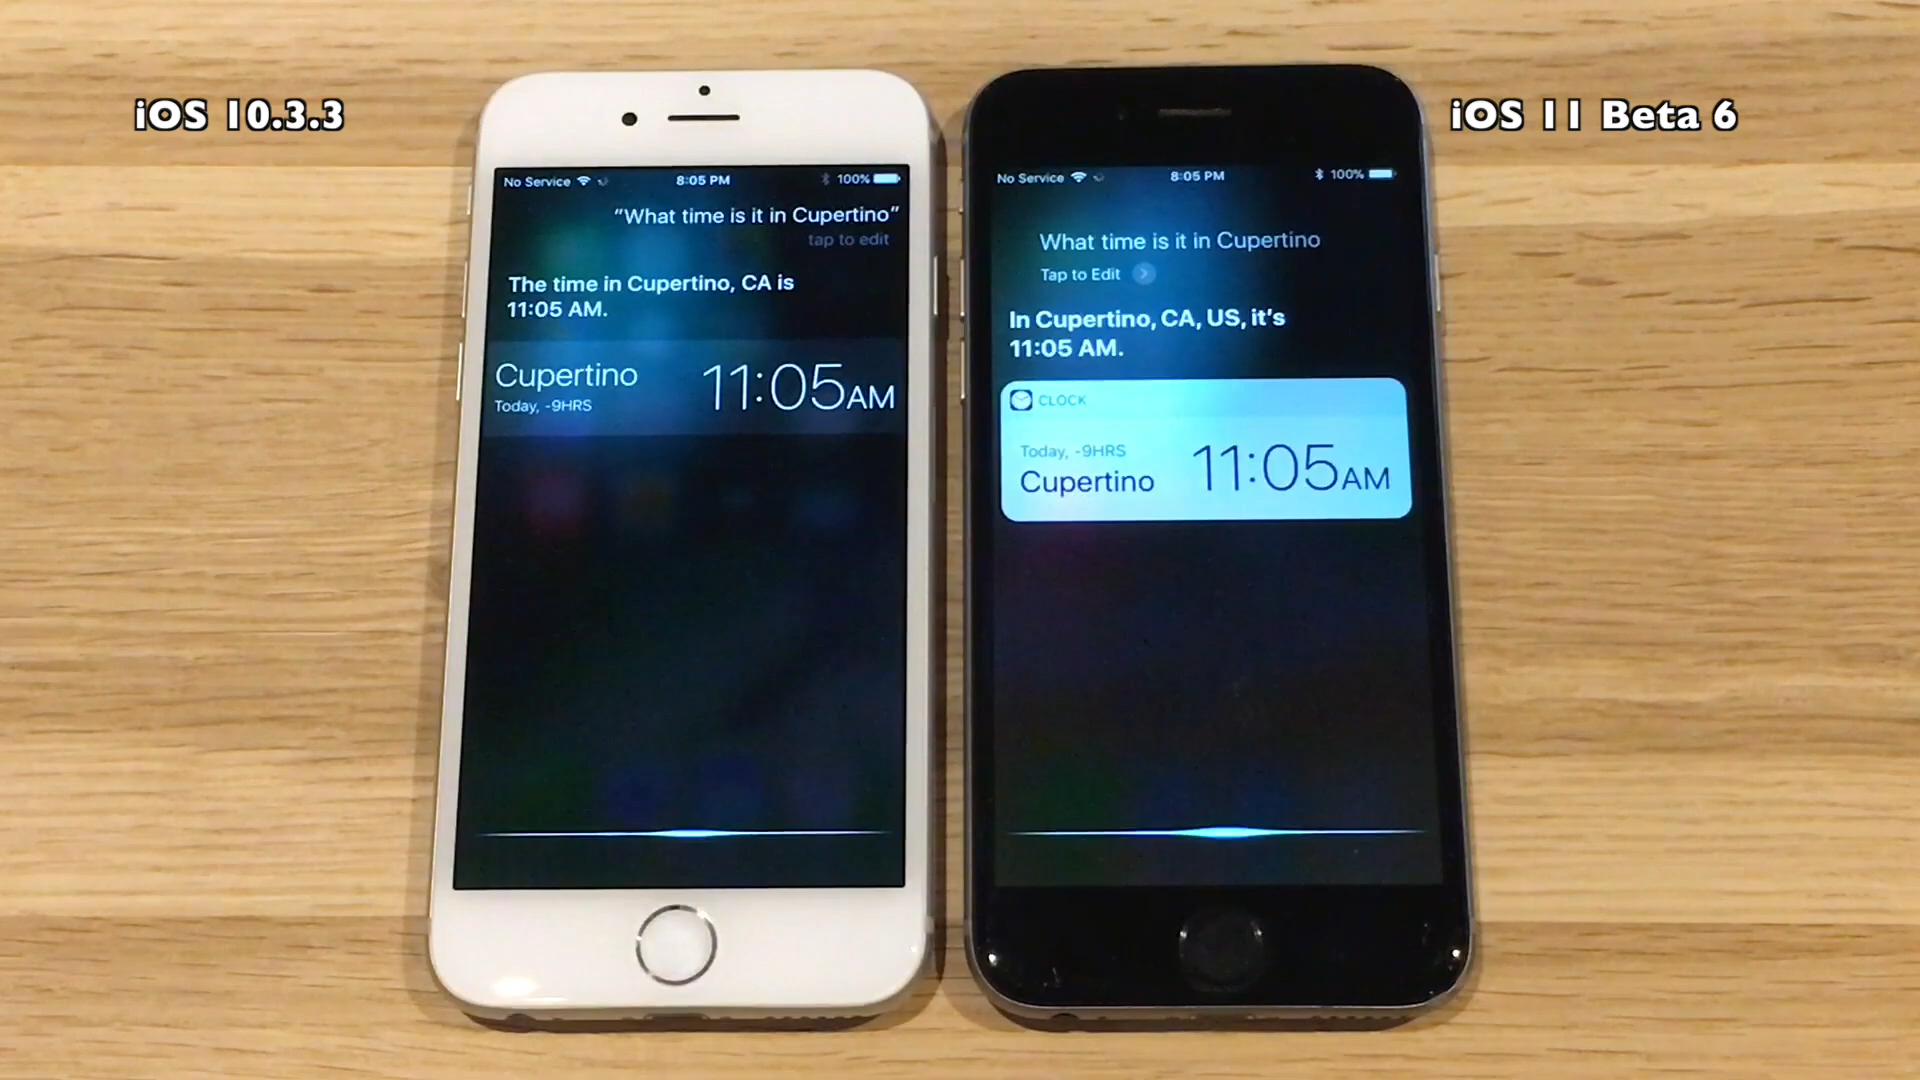 iOS 10.3.3
No Service 8:05 PM 100%
“What time is it in Cupertino”
tap to edit
The time in Cupertino, CA is
11:05 AM.
Cupertino
Today, -9HRS
11:05AM
iOS 11 Beta 6
No Service 8:05 PM 100%
What time is it in Cupertino
Tap to Edit
In Cupertino, CA, US, it's
11:05 AM.
CLOCK
Today, -9HRS
Cupertino
11:05AM